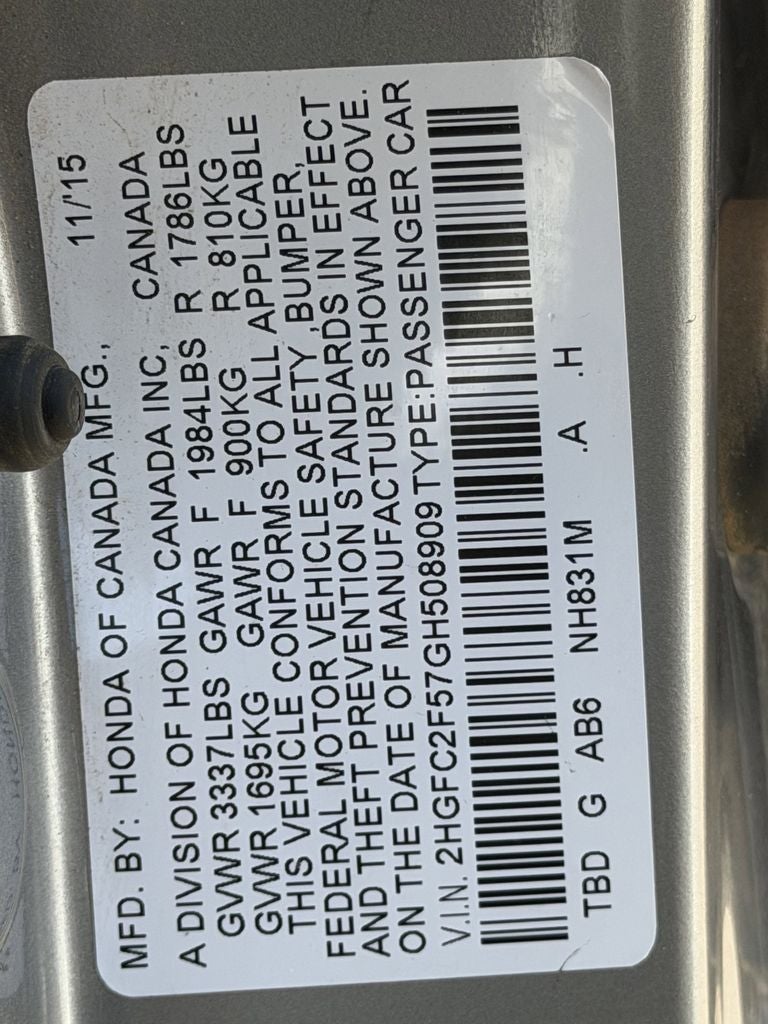 MFD. BY: HONDA OF CANADA MFG., 11/'15
A DIVISION OF HONDA CANADA INC, CANADA
GVWR 3337LBS GAWR F 1984LBS R 1786LBS
GVWR 1695KG GAWR F 900KG R 810KG
THIS VEHICLE CONFORMS TO ALL APPLICABLE
FEDERAL MOTOR VEHICLE SAFETY ,BUMPER,
AND THEFT PREVENTION STANDARDS IN EFFECT
ON THE DATE OF MANUFACTURE SHOWN ABOVE.
V.I.N. 2HGFC2F57GH508909 TYPE:PASSENGER CAR
TBD G AB6 NH831M .A .H